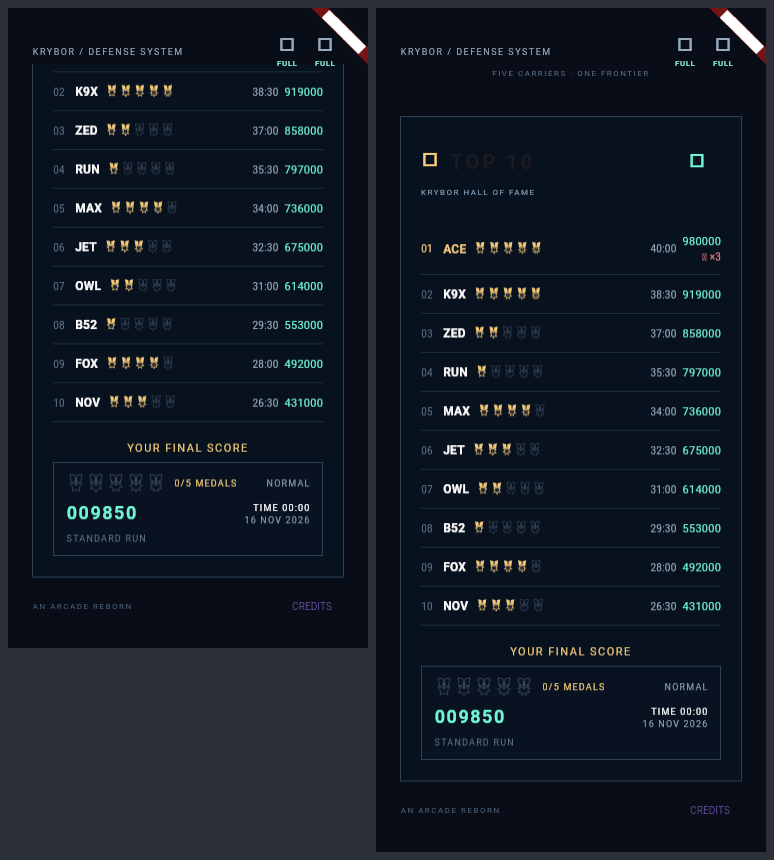 KRYBOR / DEFENSE SYSTEM
FULL FULL
02 K9X 38:30 919000
03 ZED 37:00 858000
04 RUN 35:30 797000
05 MAX 34:00 736000
06 JET 32:30 675000
07 OWL 31:00 614000
08 B52 29:30 553000
09 FOX 28:00 492000
10 NOV 26:30 431000
YOUR FINAL SCORE
0/5 MEDALS NORMAL
009850 TIME 00:00
16 NOV 2026
STANDARD RUN
AN ARCADE REBORN CREDITS
KRYBOR / DEFENSE SYSTEM
FULL FULL
FIVE CARRIERS · ONE FRONTIER
TOP 10
KRYBOR HALL OF FAME
01 ACE 40:00 980000
×3
02 K9X 38:30 919000
03 ZED 37:00 858000
04 RUN 35:30 797000
05 MAX 34:00 736000
06 JET 32:30 675000
07 OWL 31:00 614000
08 B52 29:30 553000
09 FOX 28:00 492000
10 NOV 26:30 431000
YOUR FINAL SCORE
0/5 MEDALS NORMAL
009850 TIME 00:00
16 NOV 2026
STANDARD RUN
AN ARCADE REBORN CREDITS